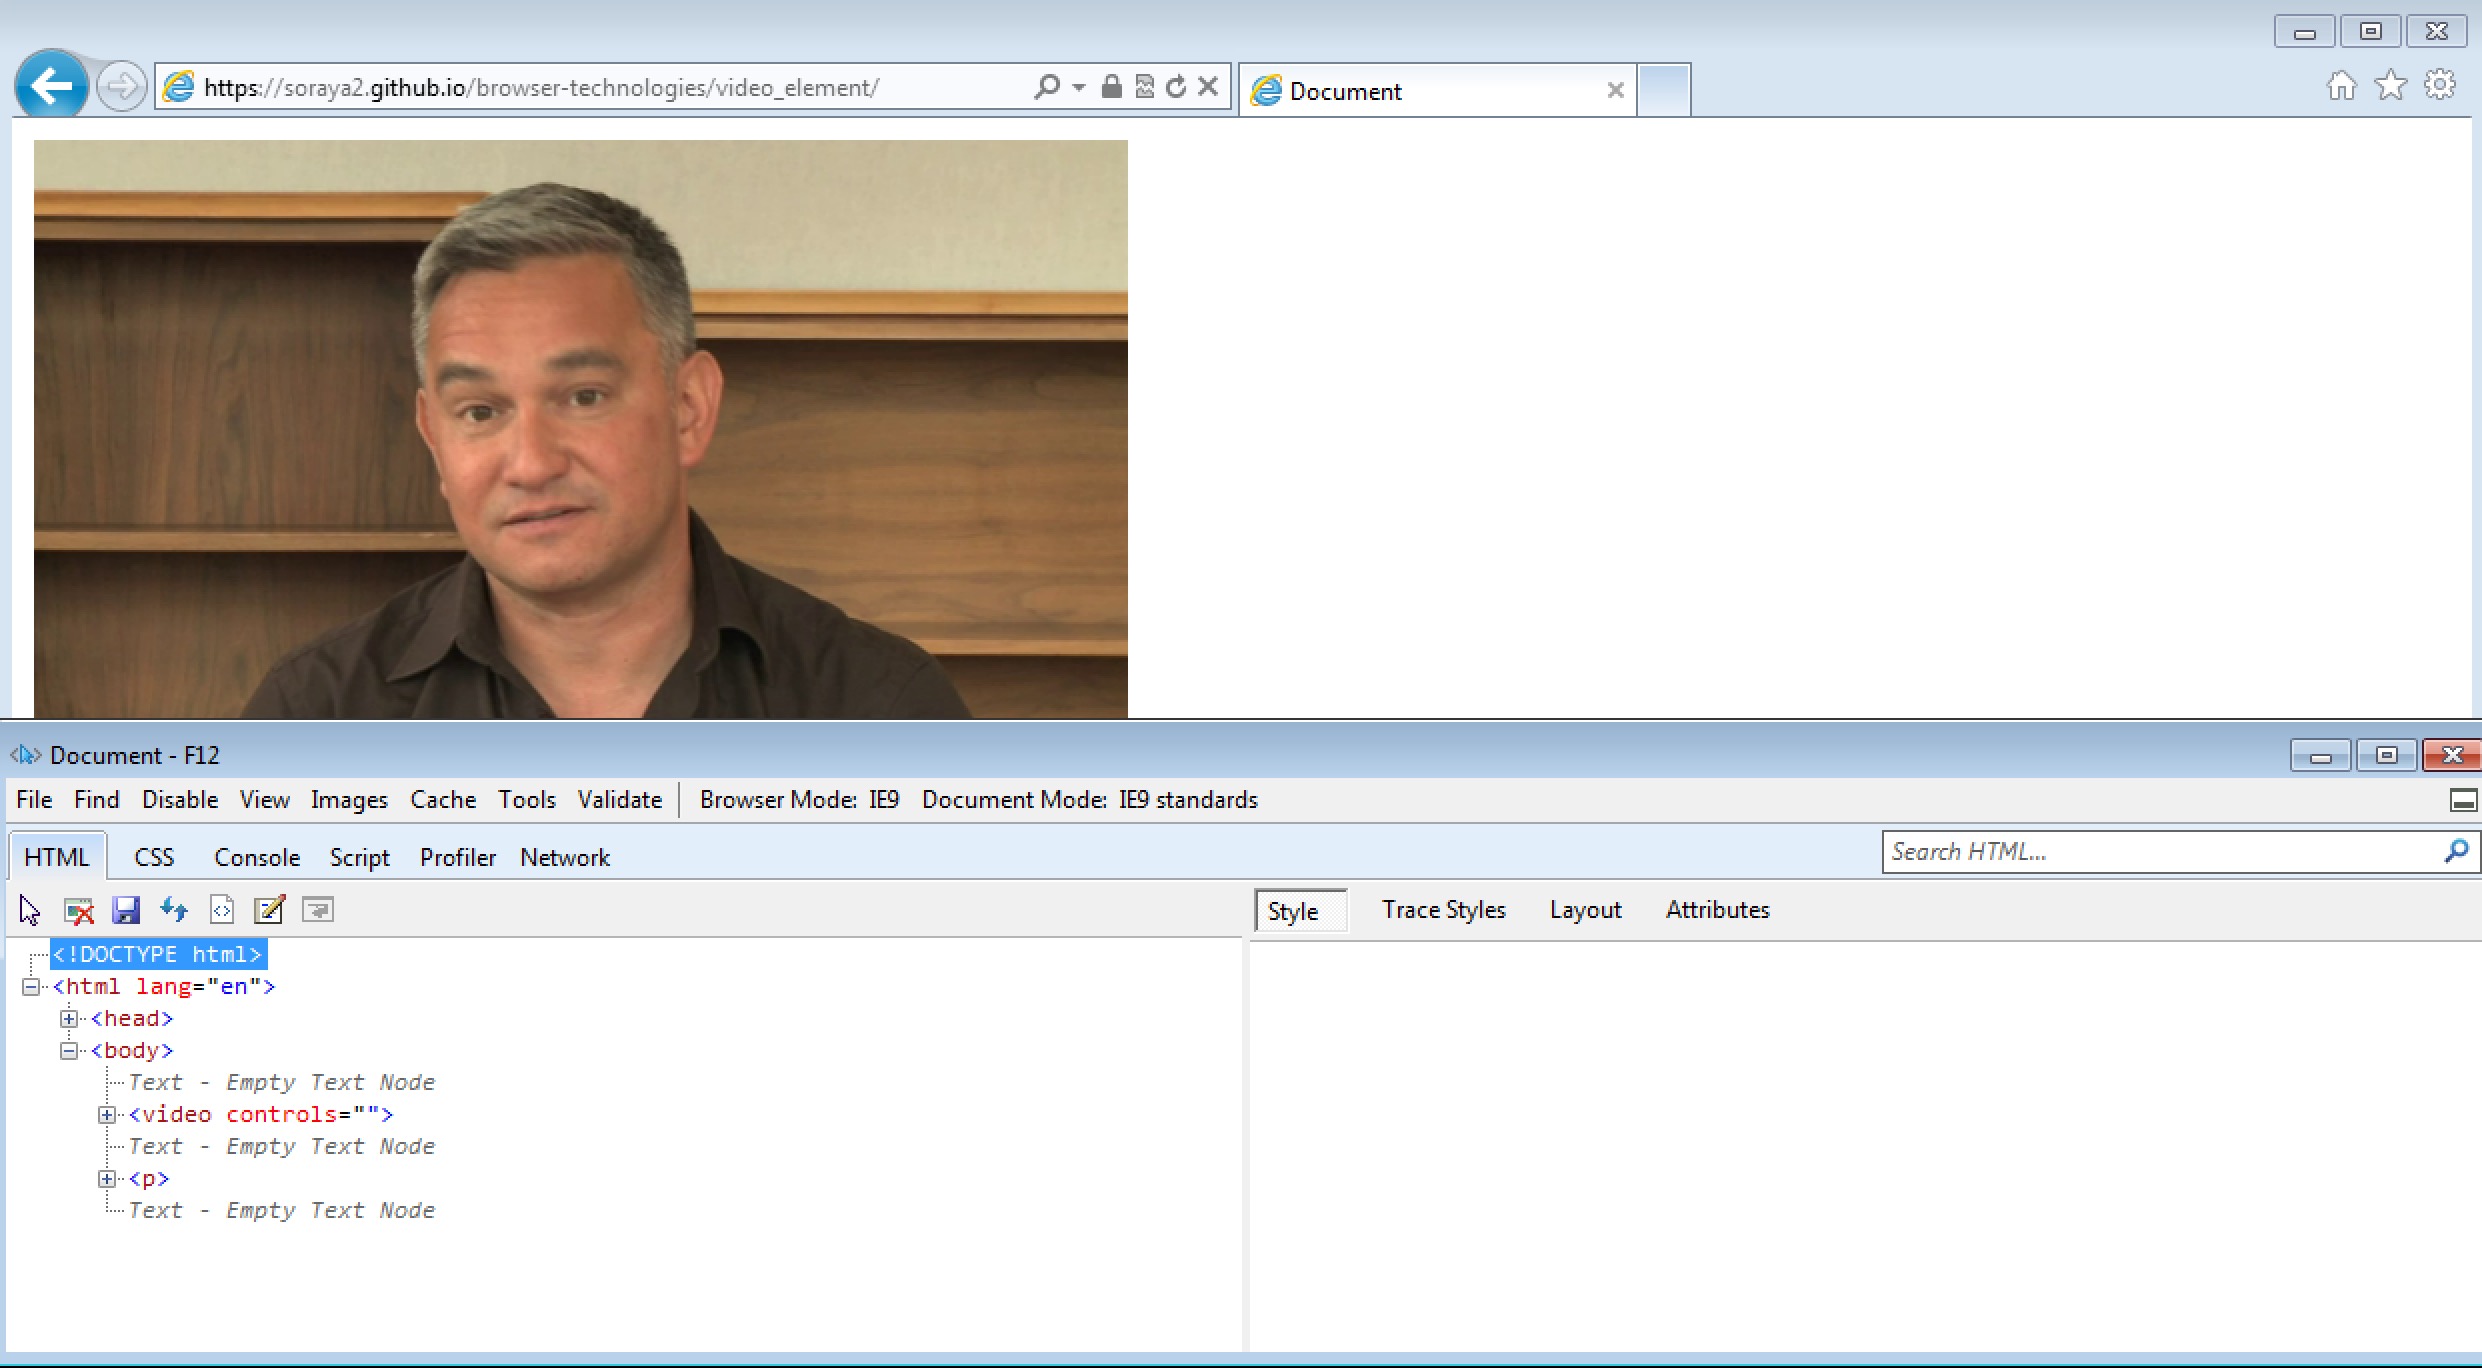 https://soraya2.github.io/browser-technologies/video_element/
Document
Document - F12
File Find Disable View Images Cache Tools Validate Browser Mode: IE9 Document Mode: IE9 standards
HTML CSS Console Script Profiler Network
Search HTML...
Style Trace Styles Layout Attributes
<!DOCTYPE html>
<html lang="en">
<head>
<body>
Text - Empty Text Node
<video controls="">
Text - Empty Text Node
<p>
Text - Empty Text Node